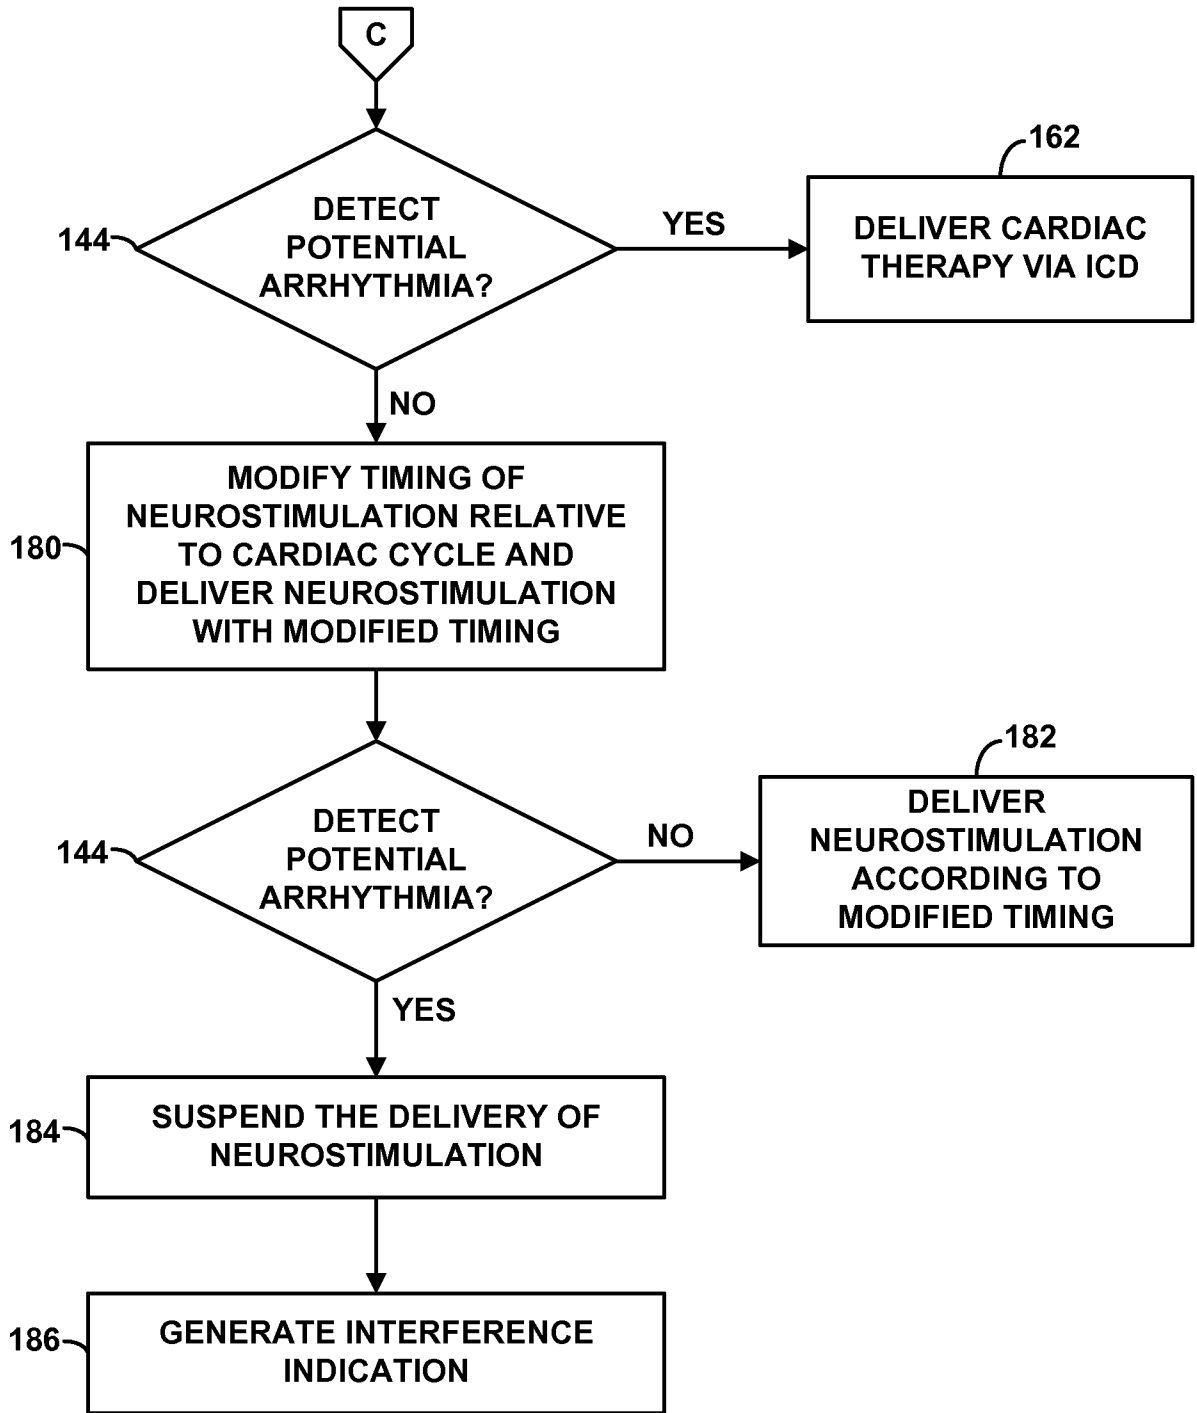 C
DETECT
POTENTIAL
ARRHYTHMIA?
144
YES
162
DELIVER CARDIAC
THERAPY VIA ICD
NO
MODIFY TIMING OF
NEUROSTIMULATION RELATIVE
TO CARDIAC CYCLE AND
DELIVER NEUROSTIMULATION
WITH MODIFIED TIMING
180
DETECT
POTENTIAL
ARRHYTHMIA?
144
NO
182
DELIVER
NEUROSTIMULATION
ACCORDING TO
MODIFIED TIMING
YES
SUSPEND THE DELIVERY OF
NEUROSTIMULATION
184
GENERATE INTERFERENCE
INDICATION
186